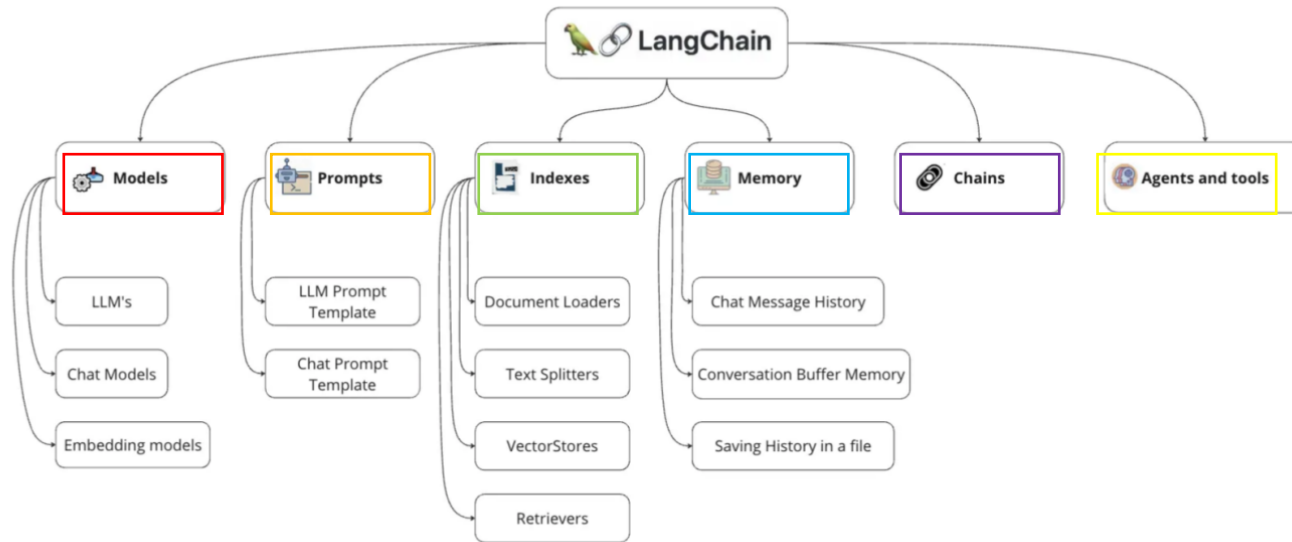 LangChain
Models
Prompts
Indexes
Memory
Chains
Agents and tools
LLM's
LLM Prompt
Template
Document Loaders
Chat Message History
Chat Models
Chat Prompt
Template
Text Splitters
Conversation Buffer Memory
Embedding models
VectorStores
Saving History in a file
Retrievers